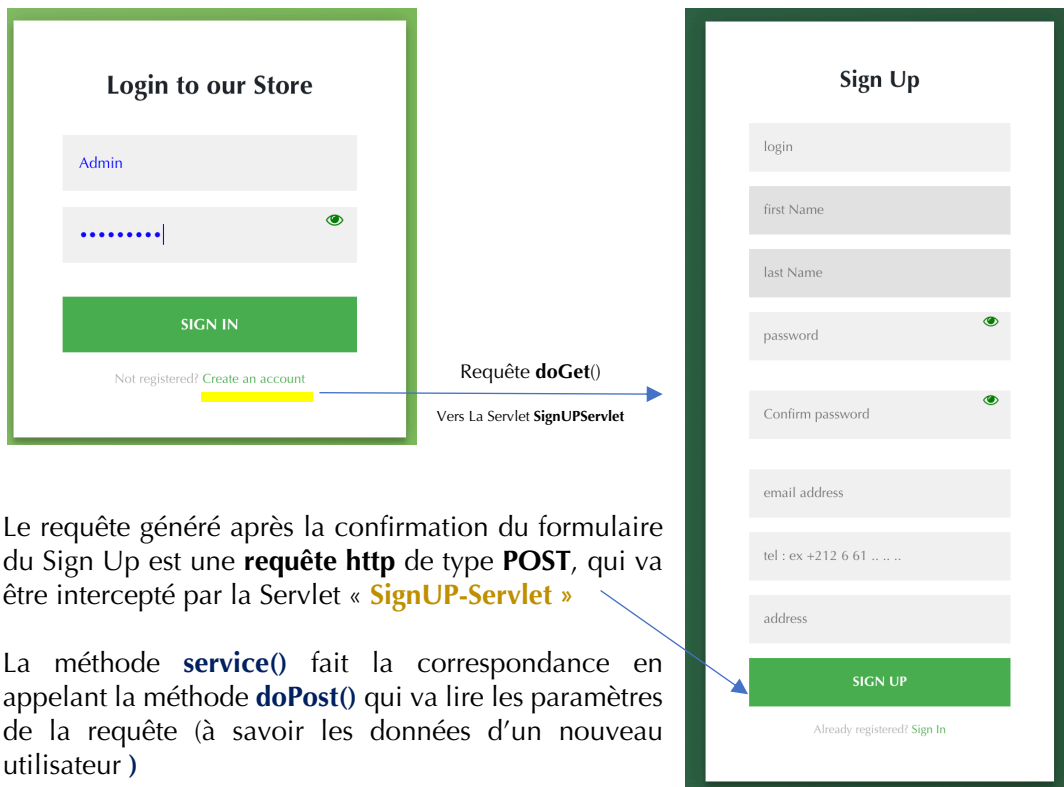 Login to our Store
Admin
•••••••••
SIGN IN
Not registered? Create an account
Requête doGet()
Vers La Servlet SignUPServlet
Sign Up
login
first Name
last Name
password
Confirm password
email address
tel : ex +212 6 61 .. .. ..
address
SIGN UP
Already registered? Sign In
Le requête généré après la confirmation du formulaire
du Sign Up est une requête http de type POST, qui va
être intercepté par la Servlet « SignUP-Servlet »
La méthode service() fait la correspondance en
appelant la méthode doPost() qui va lire les paramètres
de la requête (à savoir les données d’un nouveau
utilisateur )